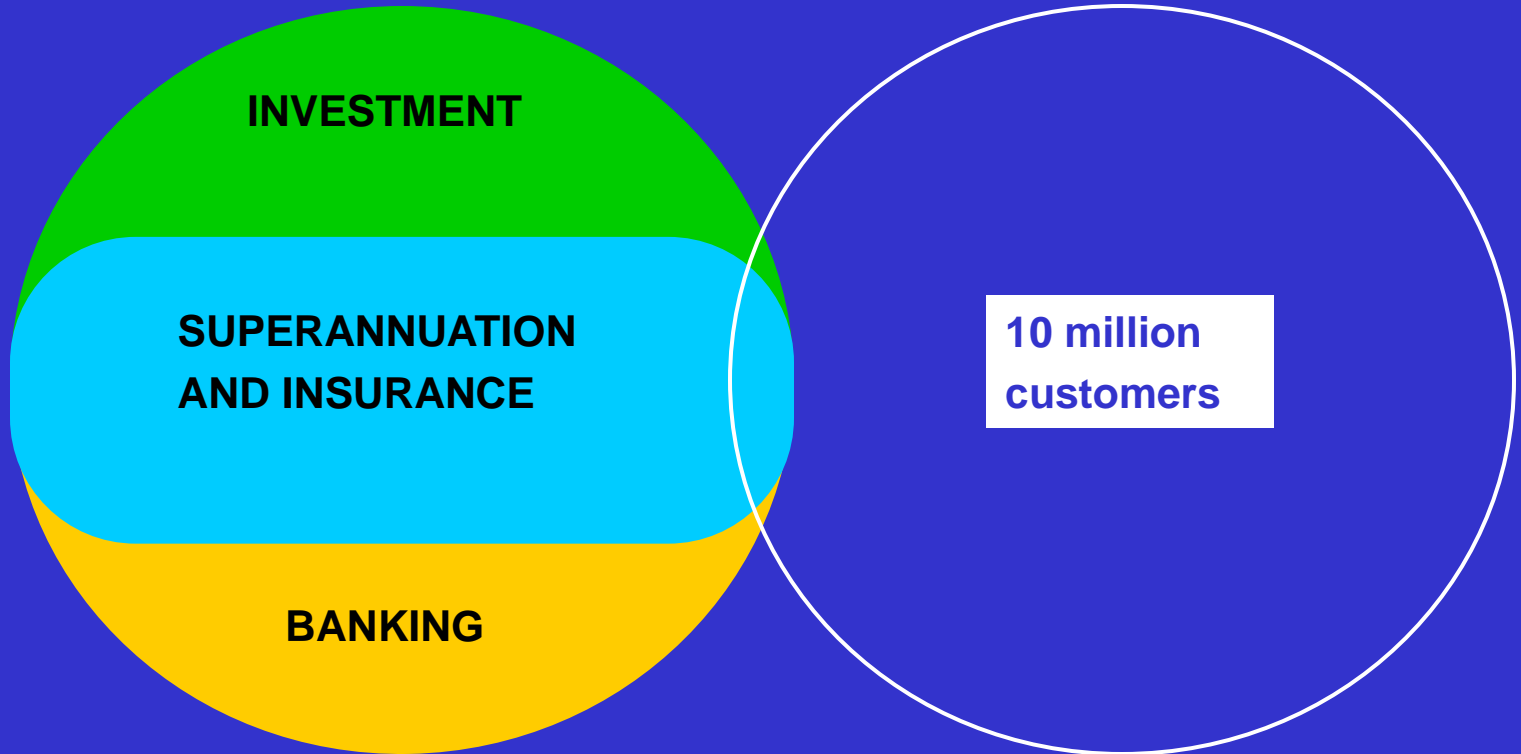 INVESTMENT
SUPERANNUATION
AND INSURANCE
10 million
customers
BANKING